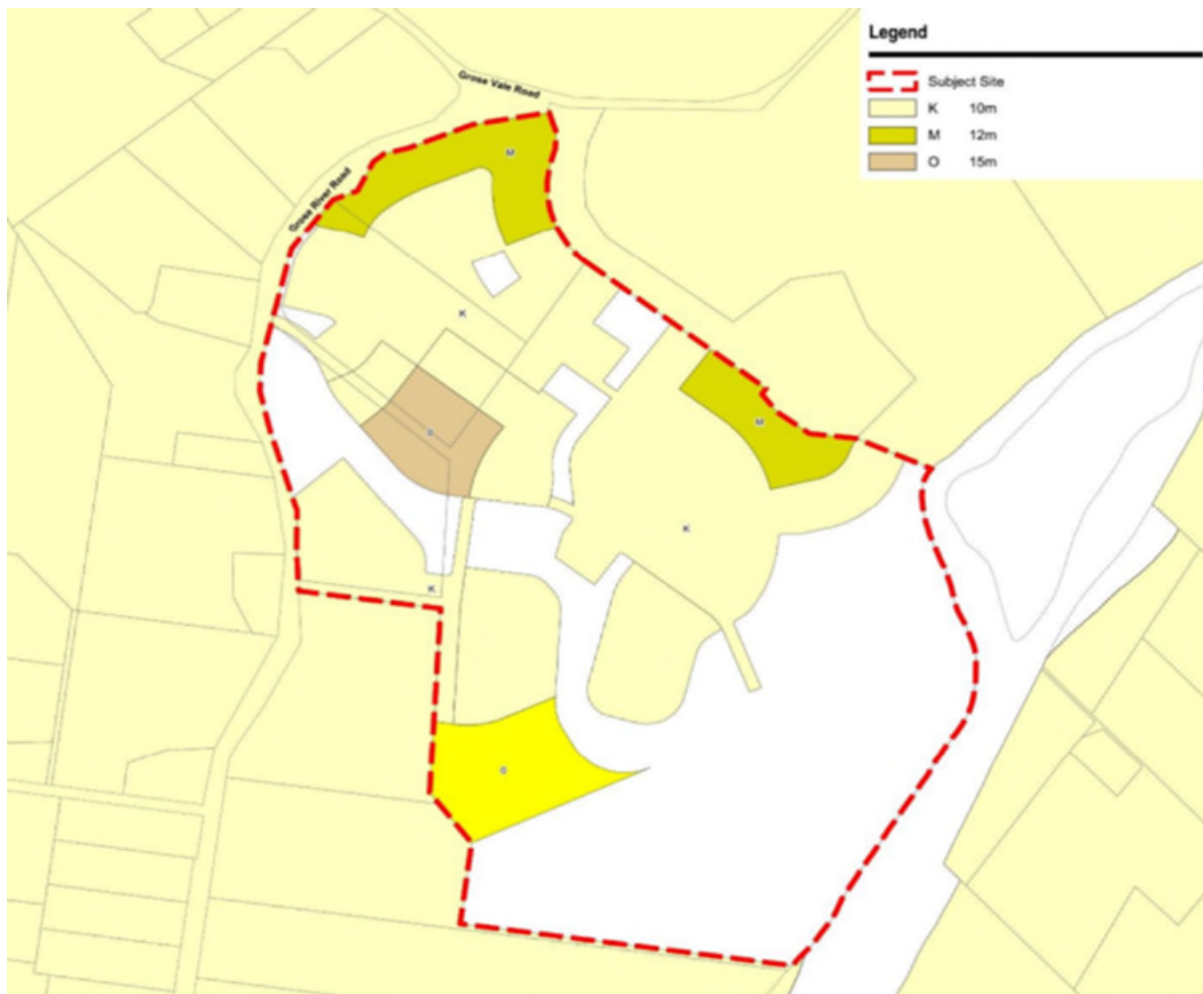 Legend
Subject Site
K 10m
M 12m
O 15m
Grose Vale Road
Grose River Road
M
K
M
K
K